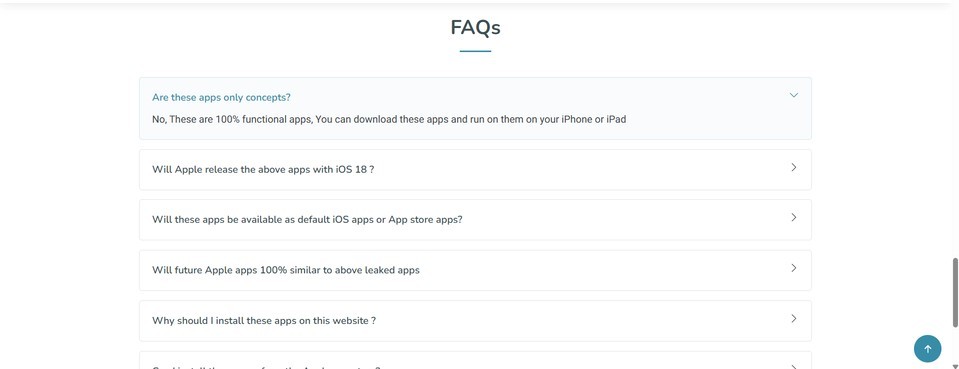 FAQs
Are these apps only concepts?
No, These are 100% functional apps, You can download these apps and run on them on your iPhone or iPad
Will Apple release the above apps with iOS 18 ?
Will these apps be available as default iOS apps or App store apps?
Will future Apple apps 100% similar to above leaked apps
Why should I install these apps on this website ?